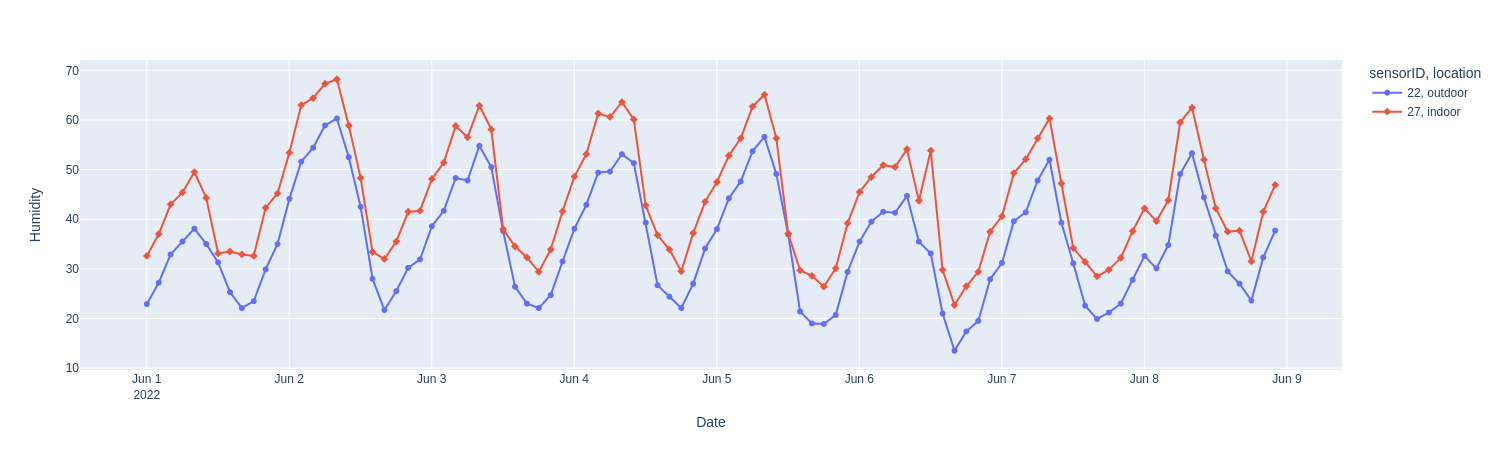 sensorID, location
22, outdoor
27, indoor
Humidity
70
60
50
40
30
20
10
Jun 1
2022
Jun 2
Jun 3
Jun 4
Jun 5
Jun 6
Jun 7
Jun 8
Jun 9
Date